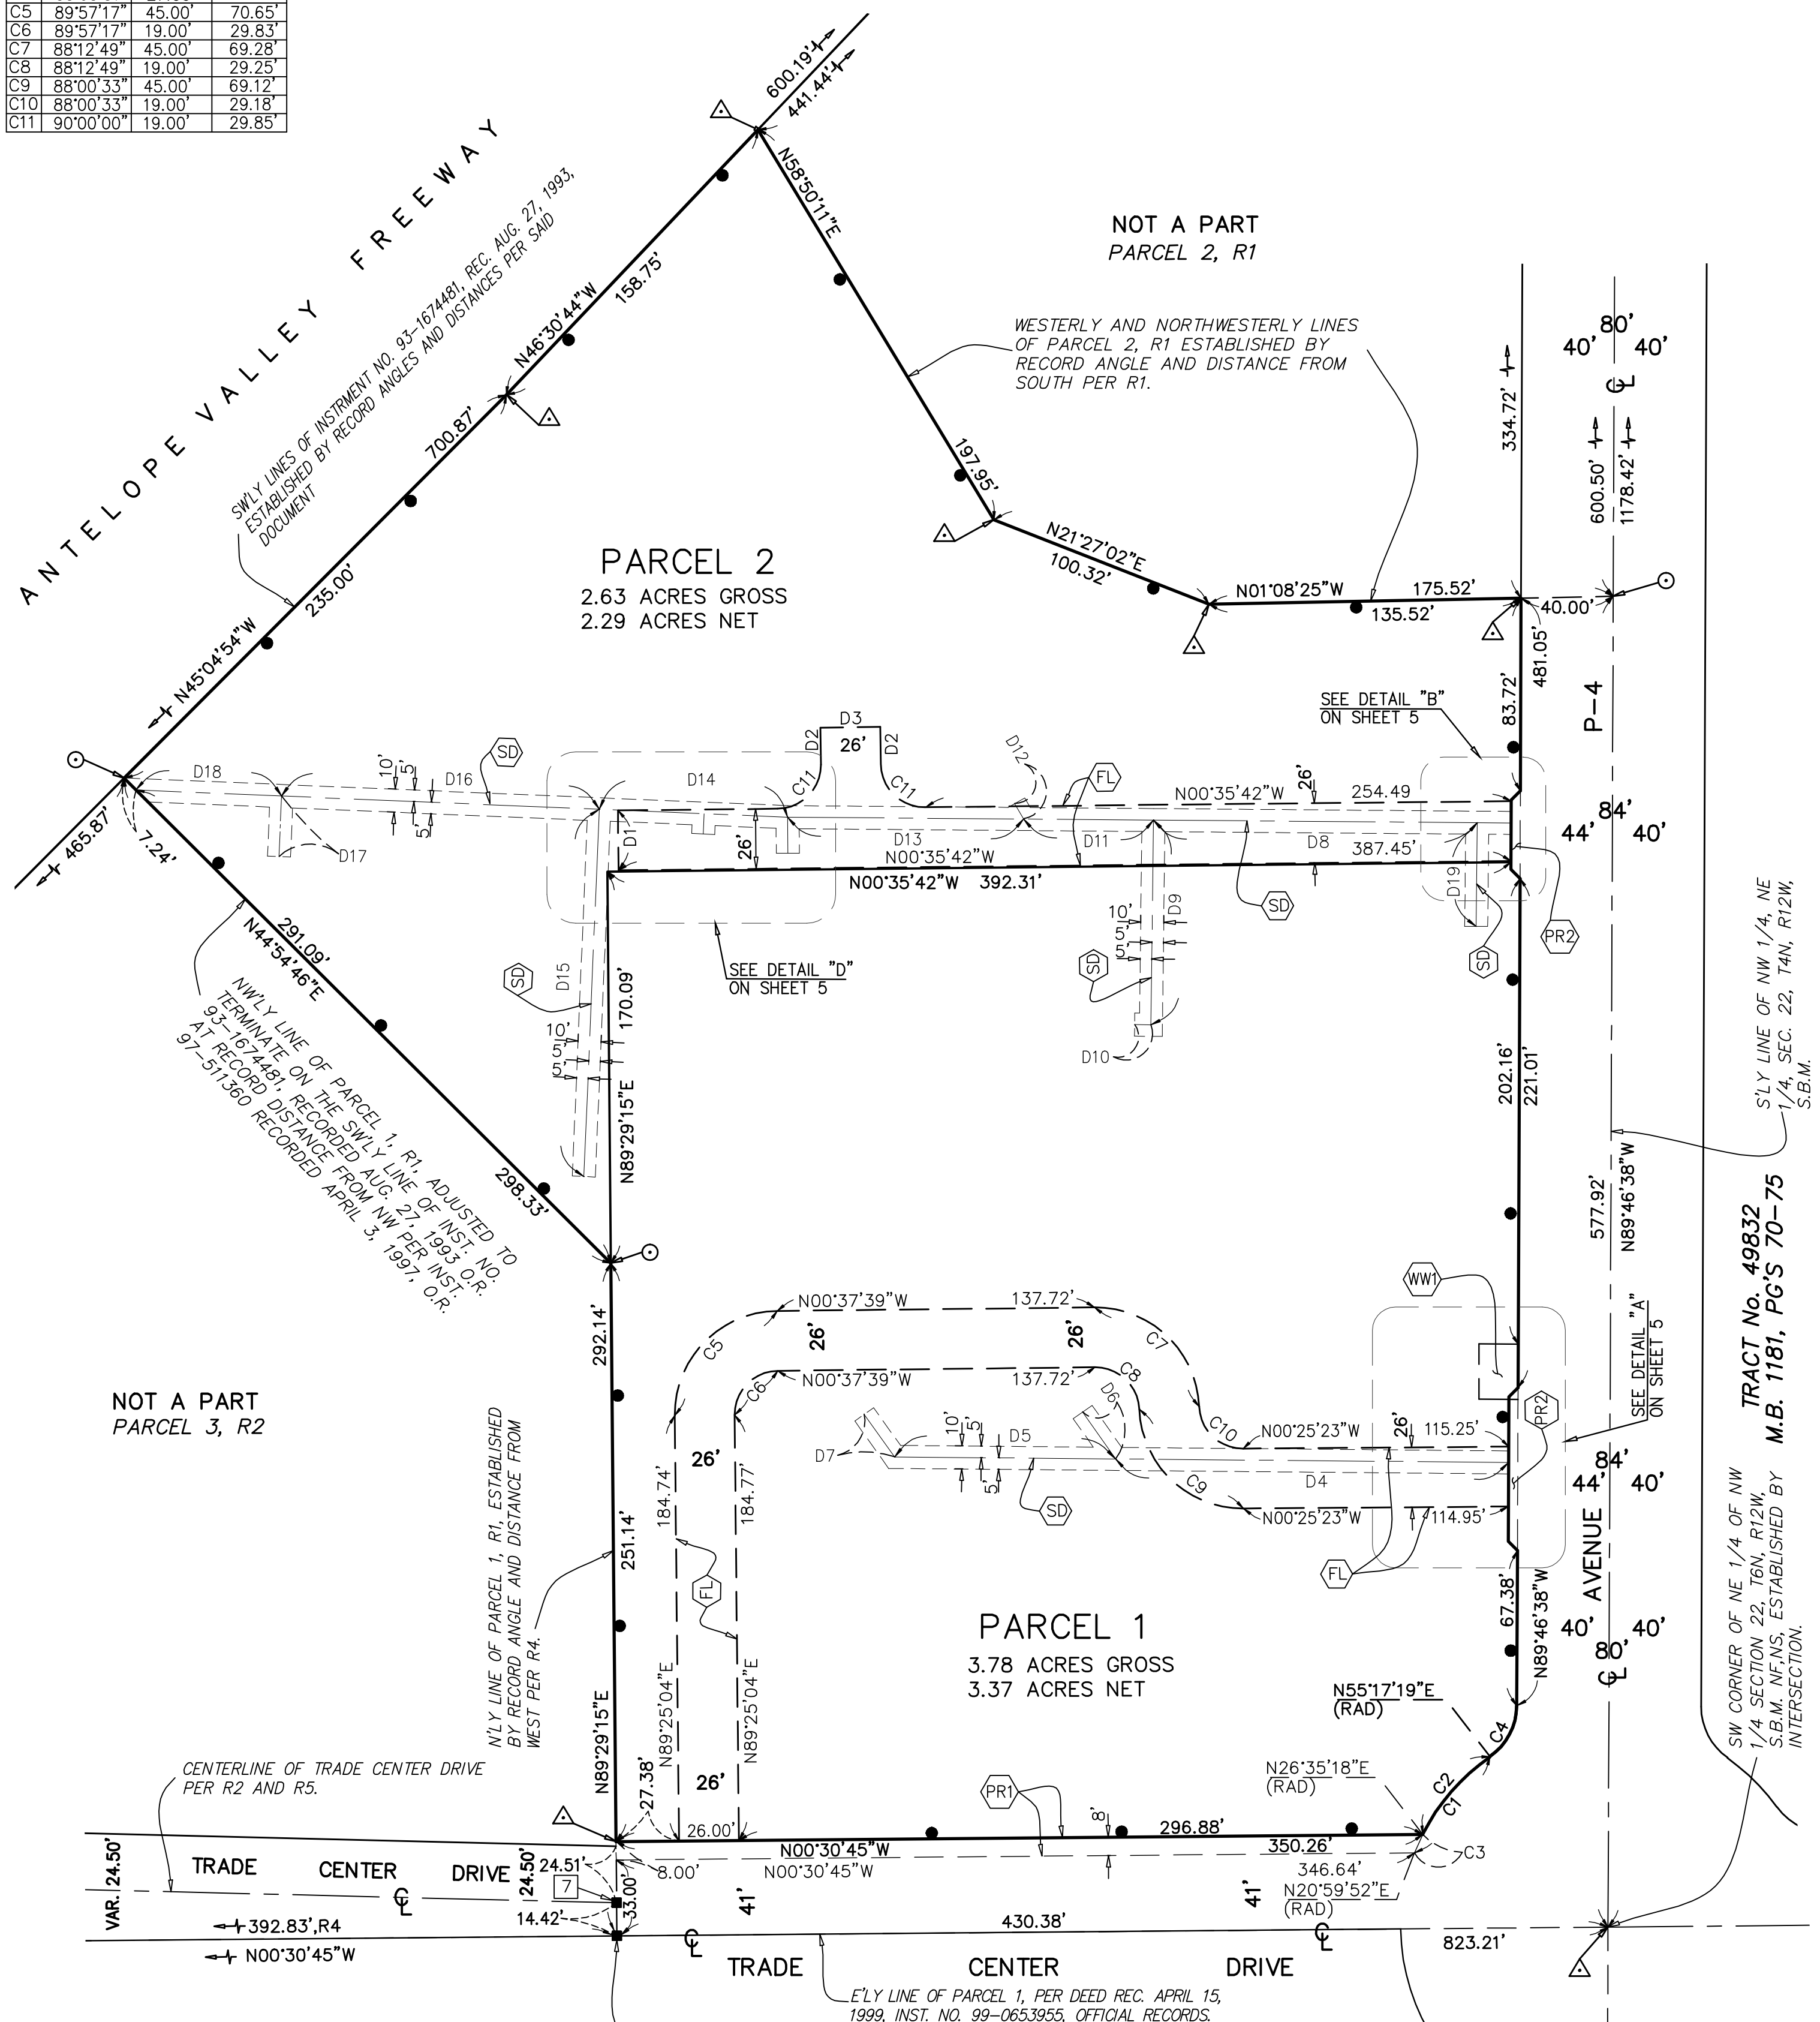 C5 89°57'17" 45.00' 70.65'
C6 89°57'17" 19.00' 29.83'
C7 88°12'49" 45.00' 69.28'
C8 88°12'49" 19.00' 29.25'
C9 88°00'33" 45.00' 69.12'
C10 88°00'33" 19.00' 29.18'
C11 90°00'00" 19.00' 29.85'
600.19'
441.44'
ANTELOPE VALLEY FREEWAY
SW'LY LINES OF INSTRMENT NO. 93-1674481, REC. AUG. 27, 1993,
ESTABLISHED BY RECORD ANGLES AND DISTANCES PER SAID
DOCUMENT
N46°30'44"W
158.75'
700.87'
235.00'
N45°04'54"W
465.87'
7.24'
N58°50'11"E
197.95'
NOT A PART
PARCEL 2, R1
WESTERLY AND NORTHWESTERLY LINES
OF PARCEL 2, R1 ESTABLISHED BY
RECORD ANGLE AND DISTANCE FROM
SOUTH PER R1.
N21°27'02"E
100.32'
N01°08'25"W
175.52'
135.52'
40.00'
334.72'
600.50'
1178.42'
80'
40' 40'
℄
PARCEL 2
2.63 ACRES GROSS
2.29 ACRES NET
481.05'
83.72'
P-4
SEE DETAIL "B"
ON SHEET 5
84'
44' 40'
D18
10'
5'
5'
D16
SD
D17
D14
D1
D2
D3
D2
26'
C11
C11
D12
FL
N00°35'42"W
26'
254.49
26'
D13
D11
D8
N00°35'42"W
387.45'
N00°35'42"W 392.31'
D19
PR2
SD
SD
D9
10'
5'
5'
SD
D10
SEE DETAIL "D"
ON SHEET 5
D15
SD
10'
5'
5'
170.09'
N89°29'15"E
291.09'
N44°54'46"E
298.33'
NW'LY LINE OF PARCEL 1, R1, ADJUSTED TO
TERMINATE ON THE SW'LY LINE OF INST. NO.
93-1674481, RECORDED AUG. 27, 1993 O.R.
AT RECORD DISTANCE FROM NW PER INST.
97-511360 RECORDED APRIL 3, 1997, O.R.
202.16'
221.01'
577.92'
N89°46'38"W
S'LY LINE OF NW 1/4, NE
1/4, SEC. 22, T4N, R12W,
S.B.M.
TRACT No. 49832
M.B. 1181, PG'S 70-75
WW1
SEE DETAIL "A"
ON SHEET 5
PR2
84'
44' 40'
AVENUE
NOT A PART
PARCEL 3, R2
292.14'
251.14'
N89°29'15"E
N'LY LINE OF PARCEL 1, R1, ESTABLISHED
BY RECORD ANGLE AND DISTANCE FROM
WEST PER R4.
C5
N00°37'39"W
137.72'
26'
26'
C7
C6
N00°37'39"W
137.72'
C8
D6
C10
N00°25'23"W
26'
115.25'
D7
10'
5'
5'
D5
D4
SD
C9
N00°25'23"W
114.95'
FL
26'
184.74'
184.77'
FL
N89°25'04"E
N89°25'04"E
26'
PARCEL 1
3.78 ACRES GROSS
3.37 ACRES NET
67.38'
N89°46'38"W
40' 40'
80'
℄
SW CORNER OF NE 1/4 OF NW
1/4 SECTION 22, T6N, R12W,
S.B.M. NF,NS, ESTABLISHED BY
INTERSECTION.
N55°17'19"E
(RAD)
C4
N26°35'18"E
(RAD)
C2
C1
C3
CENTERLINE OF TRADE CENTER DRIVE
PER R2 AND R5.
27.38'
26.00'
PR1
8'
296.88'
N00°30'45"W
350.26'
8.00'
N00°30'45"W
346.64'
N20°59'52"E
(RAD)
VAR. 24.50'
TRADE CENTER DRIVE
24.50'
24.51'
7
33.00'
14.42'
℄
392.83',R4
N00°30'45"W
41'
41'
430.38'
℄
℄
823.21'
TRADE CENTER DRIVE
E'LY LINE OF PARCEL 1, PER DEED REC. APRIL 15,
1999, INST. NO. 99-0653955, OFFICIAL RECORDS.